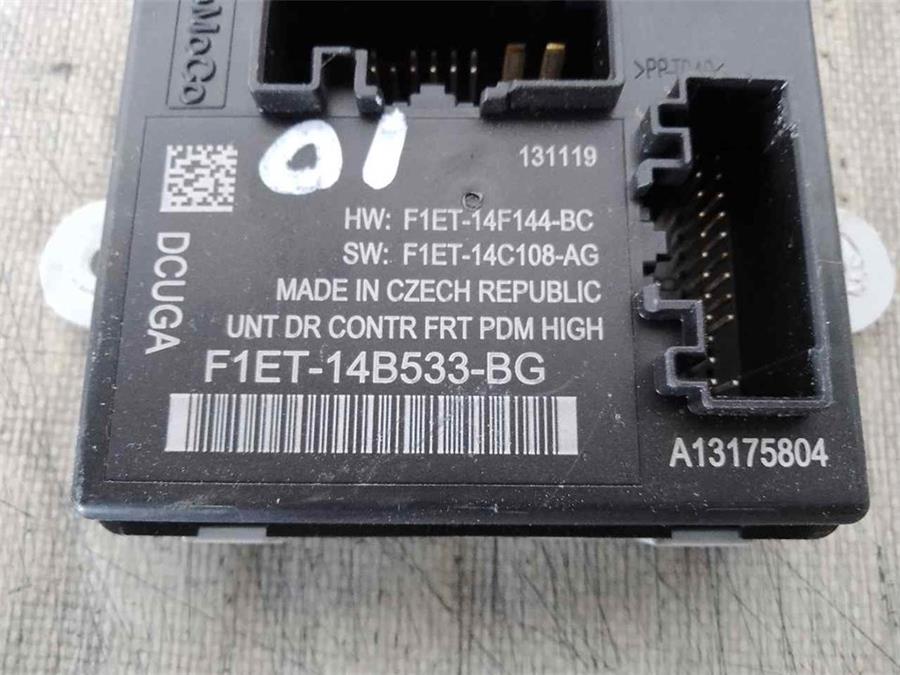 FoMoCo
01
131119
HW: F1ET-14F144-BC
SW: F1ET-14C108-AG
MADE IN CZECH REPUBLIC
UNT DR CONTR FRT PDM HIGH
F1ET-14B533-BG
DCUGA
A13175804